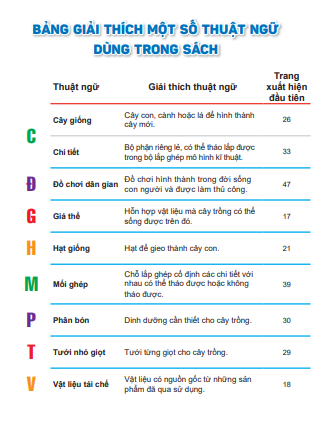 BẢNG GIẢI THÍCH MỘT SỐ THUẬT NGỮ
DÙNG TRONG SÁCH
Thuật ngữ
Giải thích thuật ngữ
Trang
xuất hiện
đầu tiên
C
Cây giống
Cây con, cành hoặc lá để hình thành
cây mới.
26
Chi tiết
Bộ phận riêng lẻ, có thể tháo lắp được
trong bộ lắp ghép mô hình kĩ thuật.
33
Đ
Đồ chơi dân gian
Đồ chơi hình thành trong đời sống
con người và được làm thủ công.
47
G
Giá thể
Hỗn hợp vật liệu mà cây trồng có thể
sống được trên đó.
17
H
Hạt giống
Hạt để gieo thành cây con.
21
M
Mối ghép
Chỗ lắp ghép cố định các chi tiết với
nhau có thể tháo được hoặc không
tháo được.
39
P
Phân bón
Dinh dưỡng cần thiết cho cây trồng.
30
T
Tưới nhỏ giọt
Tưới từng giọt cho cây trồng.
29
V
Vật liệu tái chế
Vật liệu có nguồn gốc từ những sản
phẩm đã qua sử dụng.
18